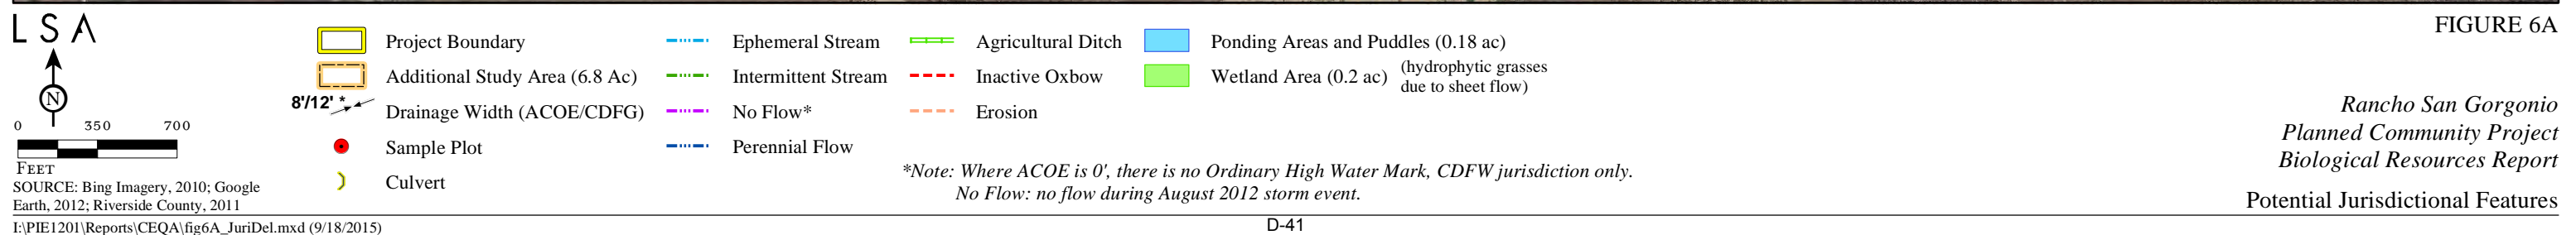 LSA
N
0 350 700
FEET
SOURCE: Bing Imagery, 2010; Google
Earth, 2012; Riverside County, 2011
I:\PIE1201\Reports\CEQA\fig6A_JuriDel.mxd (9/18/2015)
Project Boundary
Additional Study Area (6.8 Ac)
8'/12' *
Drainage Width (ACOE/CDFG)
Sample Plot
Culvert
Ephemeral Stream
Intermittent Stream
No Flow*
Perennial Flow
Agricultural Ditch
Inactive Oxbow
Erosion
Ponding Areas and Puddles (0.18 ac)
Wetland Area (0.2 ac)
(hydrophytic grasses
due to sheet flow)
*Note: Where ACOE is 0', there is no Ordinary High Water Mark, CDFW jurisdiction only.
No Flow: no flow during August 2012 storm event.
D-41
FIGURE 6A
Rancho San Gorgonio
Planned Community Project
Biological Resources Report
Potential Jurisdictional Features